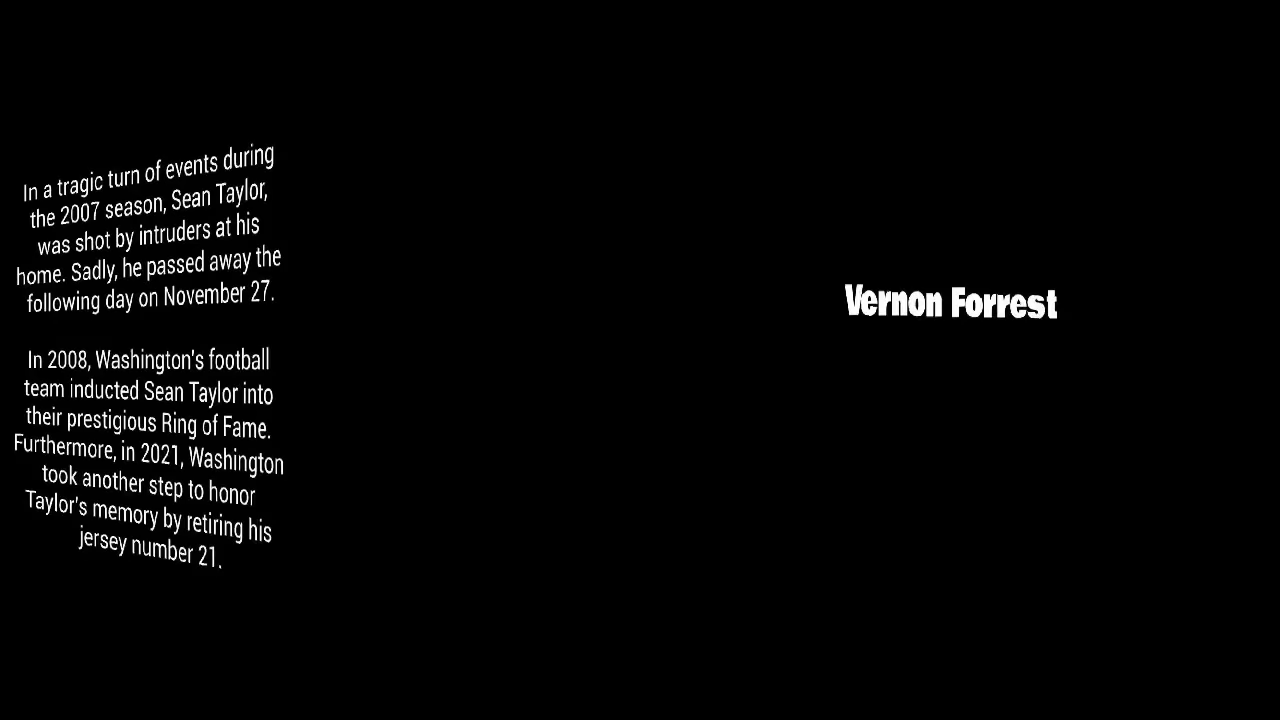 In a tragic turn of events during
the 2007 season, Sean Taylor,
was shot by intruders at his
home. Sadly, he passed away the
following day on November 27.
In 2008, Washington's football
team inducted Sean Taylor into
their prestigious Ring of Fame.
Furthermore, in 2021, Washington
took another step to honor
Taylor's memory by retiring his
jersey number 21.
Vernon Forrest